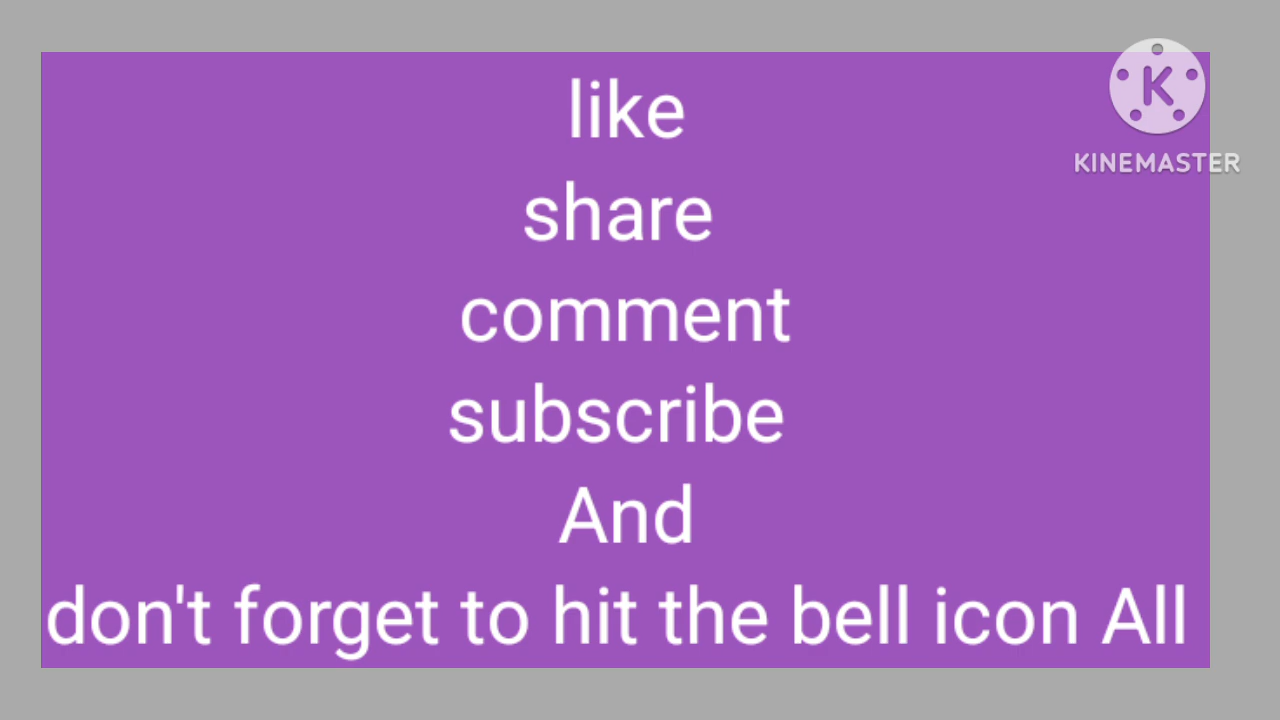 like
share
comment
subscribe
And
don't forget to hit the bell icon All
K
KINEMASTER